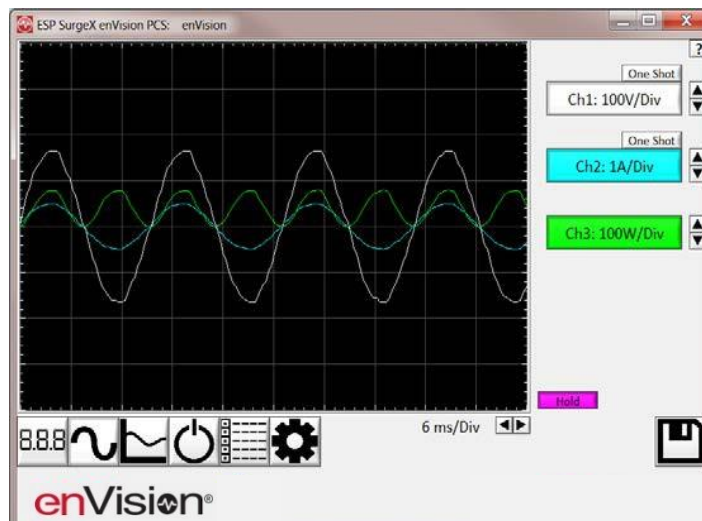 ESP SurgeX enVision PCS:   enVision
?
One Shot
Ch1: 100V/Div
One Shot
Ch2: 1A/Div
Ch3: 100W/Div
Hold
6 ms/Div
8.8.8
enVision®